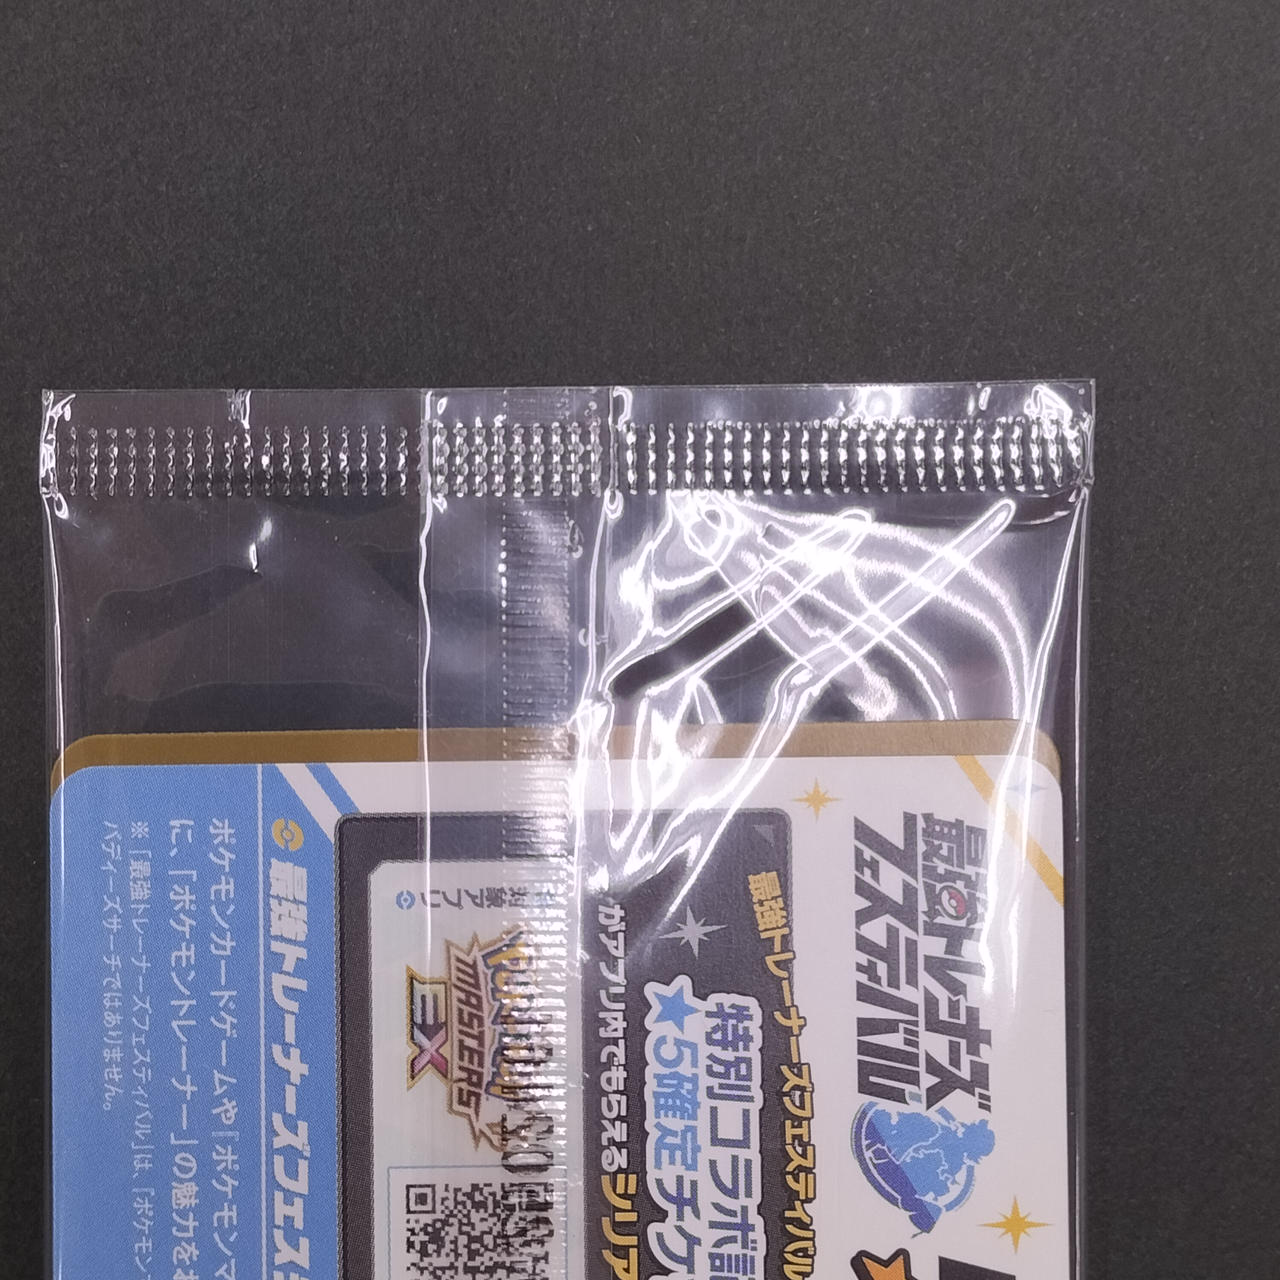 最強トレーナーズ
フェスティバル
最強トレーナーズフェスティバル
特別コラボ
★5確定チケ
がアプリ内でもらえるシリア
対象アプリ
MASTERS
EX
最強トレーナーズフェス
ポケモンカードゲームや『ポケモンマ
に、「ポケモントレーナー」の魅力を
※「最強トレーナーズフェスティバル」は、『ポケモン
バディーズサーチではありません。